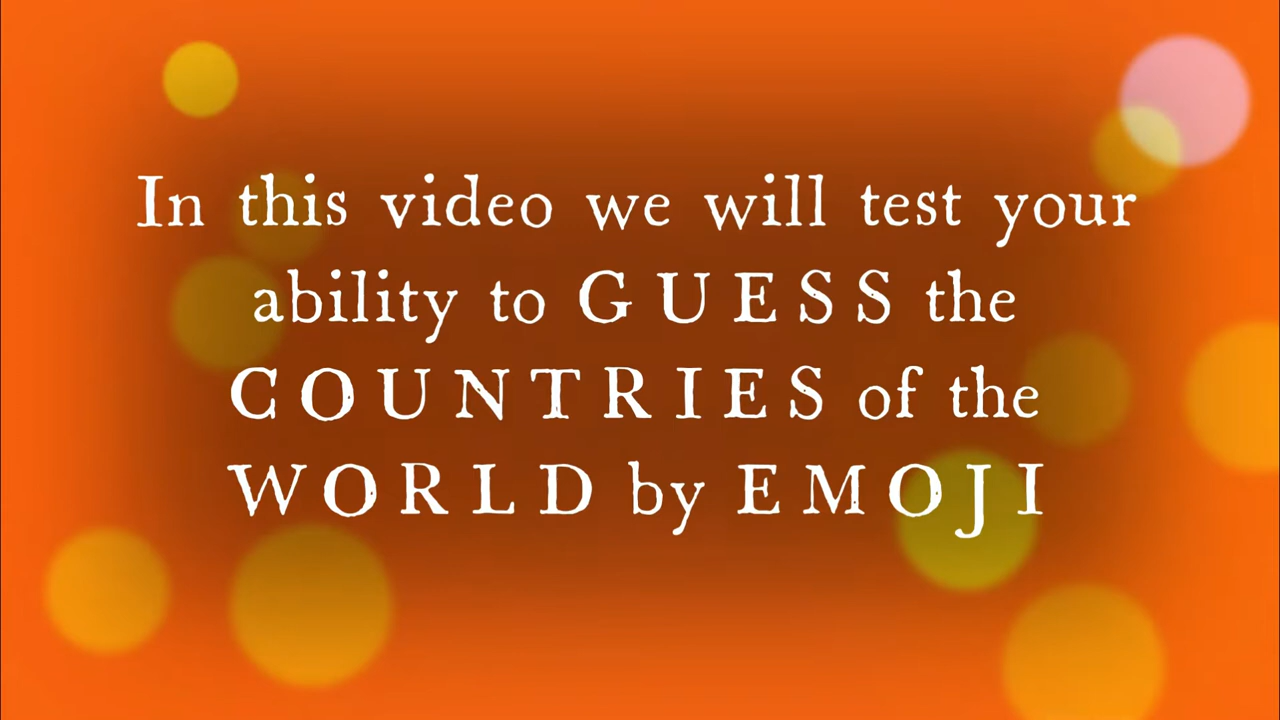 In this video we will test your
ability to GUESS the
COUNTRIES of the
WORLD by EMOJI